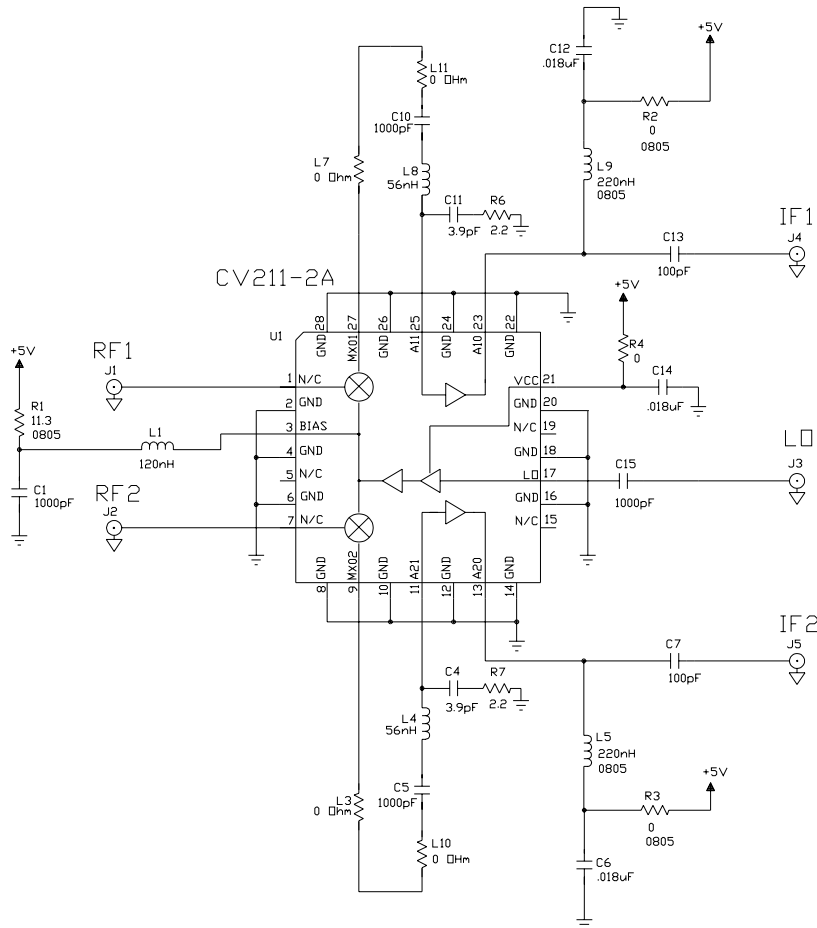 C12
.018uF
+5V
R2
0
0805
L11
0 OHm
C10
1000pF
L7
0 Ohm
L8
56nH
C11
3.9pF
R6
2.2
L9
220nH
0805
IF1
J4
C13
100pF
CV211-2A
+5V
R4
0
U1
GND 28
MXO1 27
GND 26
A11 25
GND 24
A1O 23
GND 22
+5V
R1
11.3
0805
RF1
J1
1 N/C
2 GND
3 BIAS
4 GND
5 N/C
6 GND
7 N/C
VCC 21
GND 20
N/C 19
GND 18
LO 17
GND 16
N/C 15
C14
.018uF
L1
120nH
C1
1000pF
RF2
J2
LO
J3
C15
1000pF
8 GND
9 MXO2
10 GND
11 A21
12 GND
13 A2O
14 GND
IF2
J5
C7
100pF
C4
3.9pF
R7
2.2
L4
56nH
C5
1000pF
L3
0 Ohm
L10
0 OHm
L5
220nH
0805
+5V
R3
0
0805
C6
.018uF